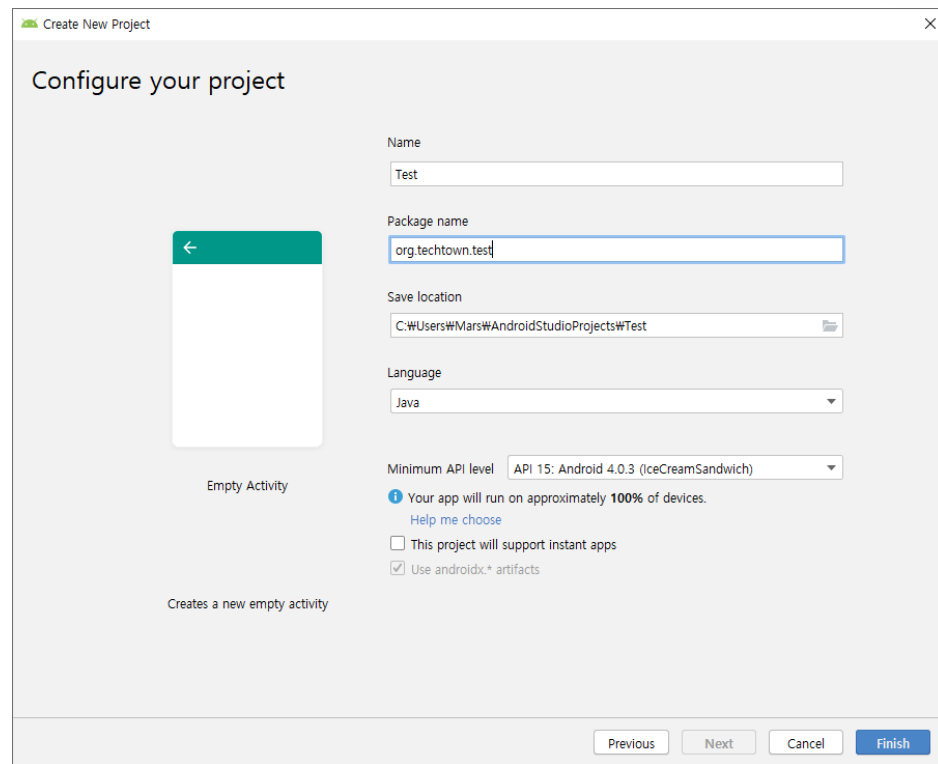 Create New Project
Configure your project
Name
Test
Package name
org.techtown.test
Save location
C:₩Users₩Mars₩AndroidStudioProjects₩Test
Language
Java
Minimum API level API 15: Android 4.0.3 (IceCreamSandwich)
Your app will run on approximately 100% of devices.
Help me choose
This project will support instant apps
Use androidx.* artifacts
Empty Activity
Creates a new empty activity
Previous Next Cancel Finish